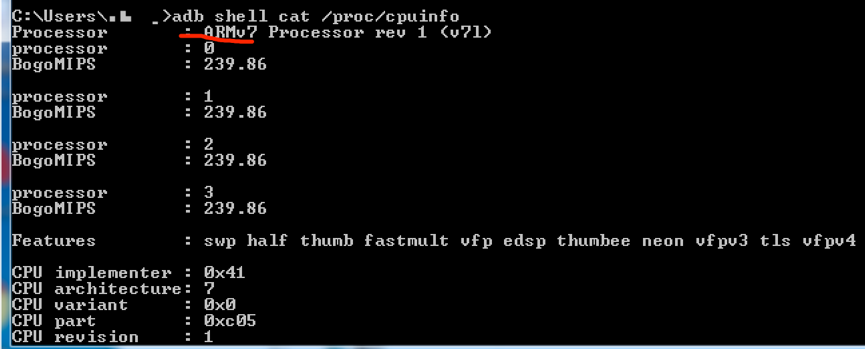 C:\Users\ >adb shell cat /proc/cpuinfo
Processor : ARMv7 Processor rev 1 (v7l)
processor : 0
BogoMIPS : 239.86
processor : 1
BogoMIPS : 239.86
processor : 2
BogoMIPS : 239.86
processor : 3
BogoMIPS : 239.86
Features : swp half thumb fastmult vfp edsp thumbee neon vfpv3 tls vfpv4
CPU implementer : 0x41
CPU architecture: 7
CPU variant : 0x0
CPU part : 0xc05
CPU revision : 1